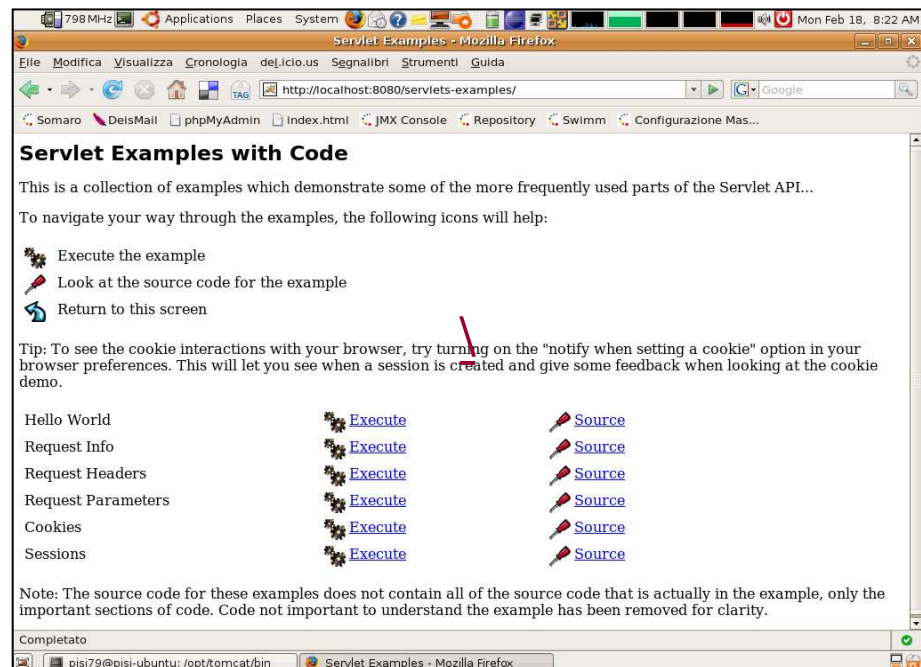 798 MHz Applications Places System Mon Feb 18, 8:22 AM
Servlet Examples - Mozilla Firefox
File Modifica Visualizza Cronologia del.icio.us Segnalibri Strumenti Guida
TAG http://localhost:8080/servlets-examples/ G Google
Somaro DeisMail phpMyAdmin index.html JMX Console Repository Swimm Configurazione Mas...
Servlet Examples with Code
This is a collection of examples which demonstrate some of the more frequently used parts of the Servlet API...
To navigate your way through the examples, the following icons will help:
Execute the example
Look at the source code for the example
Return to this screen
Tip: To see the cookie interactions with your browser, try turning on the "notify when setting a cookie" option in your
browser preferences. This will let you see when a session is created and give some feedback when looking at the cookie
demo.
Hello World Execute Source
Request Info Execute Source
Request Headers Execute Source
Request Parameters Execute Source
Cookies Execute Source
Sessions Execute Source
Note: The source code for these examples does not contain all of the source code that is actually in the example, only the
important sections of code. Code not important to understand the example has been removed for clarity.
Completato
pisi79@pisi-ubuntu: /opt/tomcat/bin Servlet Examples - Mozilla Firefox